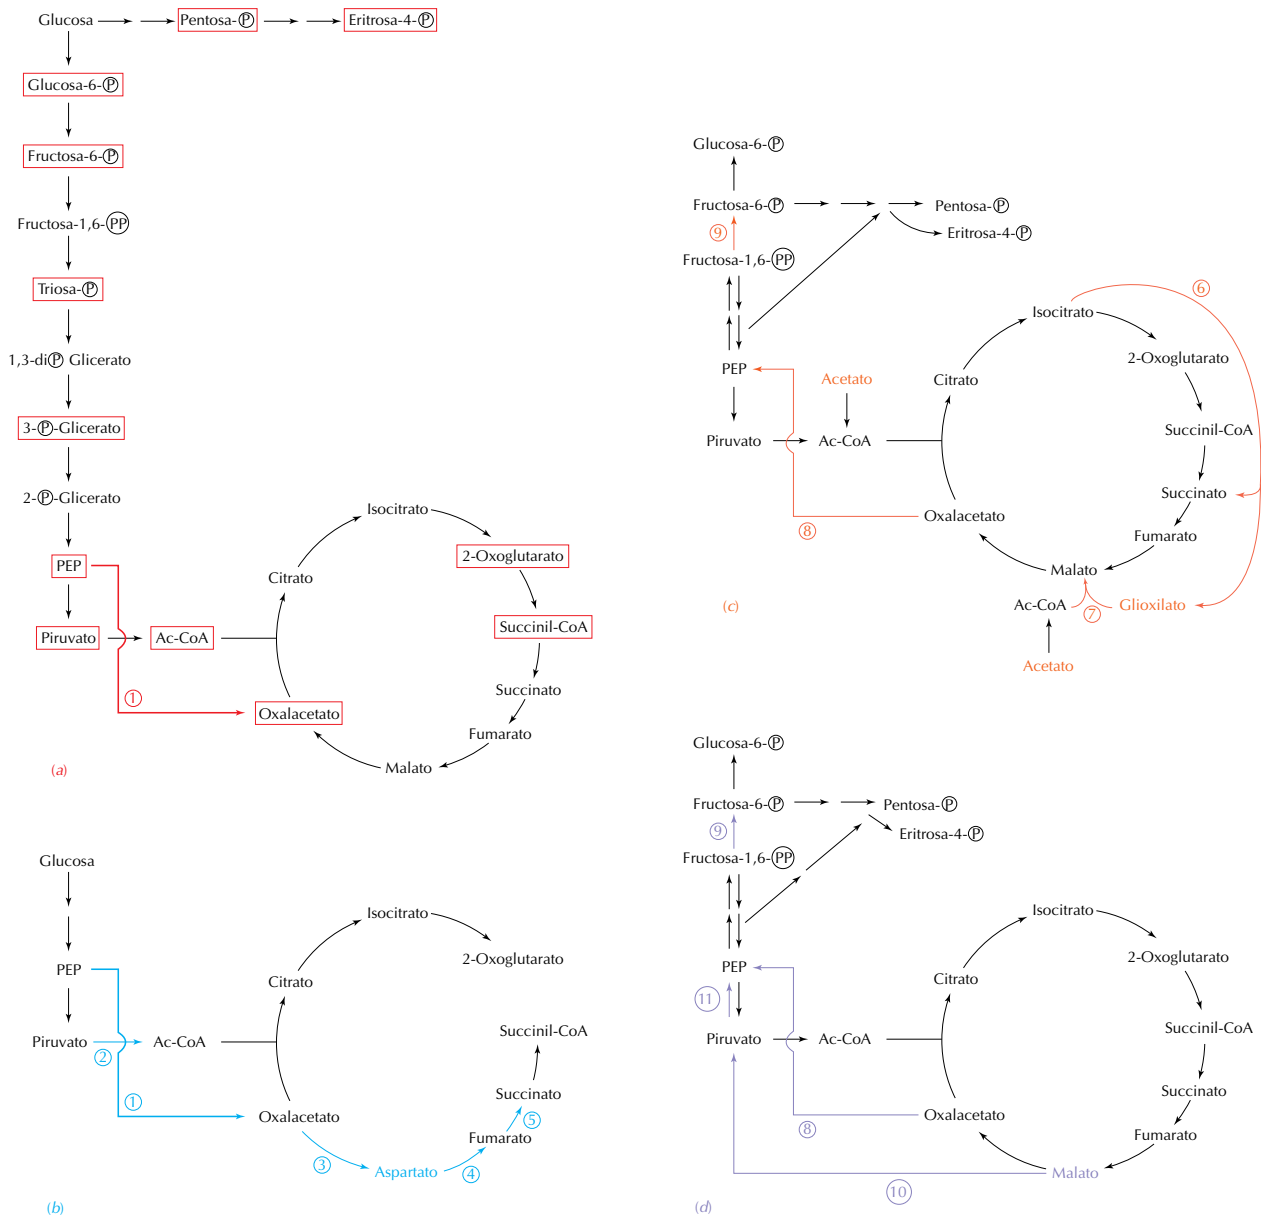 Glucosa
Pentosa-P
Eritrosa-4-P
Glucosa-6-P
Fructosa-6-P
Fructosa-1,6-PP
Triosa-P
1,3-diP Glicerato
3-P-Glicerato
2-P-Glicerato
PEP
Piruvato
Ac-CoA
1
Isocitrato
Citrato
2-Oxoglutarato
Succinil-CoA
Succinato
Fumarato
Malato
Oxalacetato
(a)
Glucosa
PEP
Piruvato
2
Ac-CoA
1
Isocitrato
2-Oxoglutarato
Citrato
Succinil-CoA
Succinato
5
Fumarato
Oxalacetato
3
Aspartato
4
(b)
Glucosa-6-P
Fructosa-6-P
Pentosa-P
Eritrosa-4-P
9
Fructosa-1,6-PP
PEP
Piruvato
Acetato
Ac-CoA
8
Isocitrato
6
Citrato
2-Oxoglutarato
Succinil-CoA
Succinato
Fumarato
Oxalacetato
Malato
Ac-CoA
7
Glioxilato
Acetato
(c)
Glucosa-6-P
Fructosa-6-P
Pentosa-P
Eritrosa-4-P
9
Fructosa-1,6-PP
PEP
11
Piruvato
Ac-CoA
8
Isocitrato
2-Oxoglutarato
Citrato
Succinil-CoA
Succinato
Fumarato
Oxalacetato
Malato
10
(d)